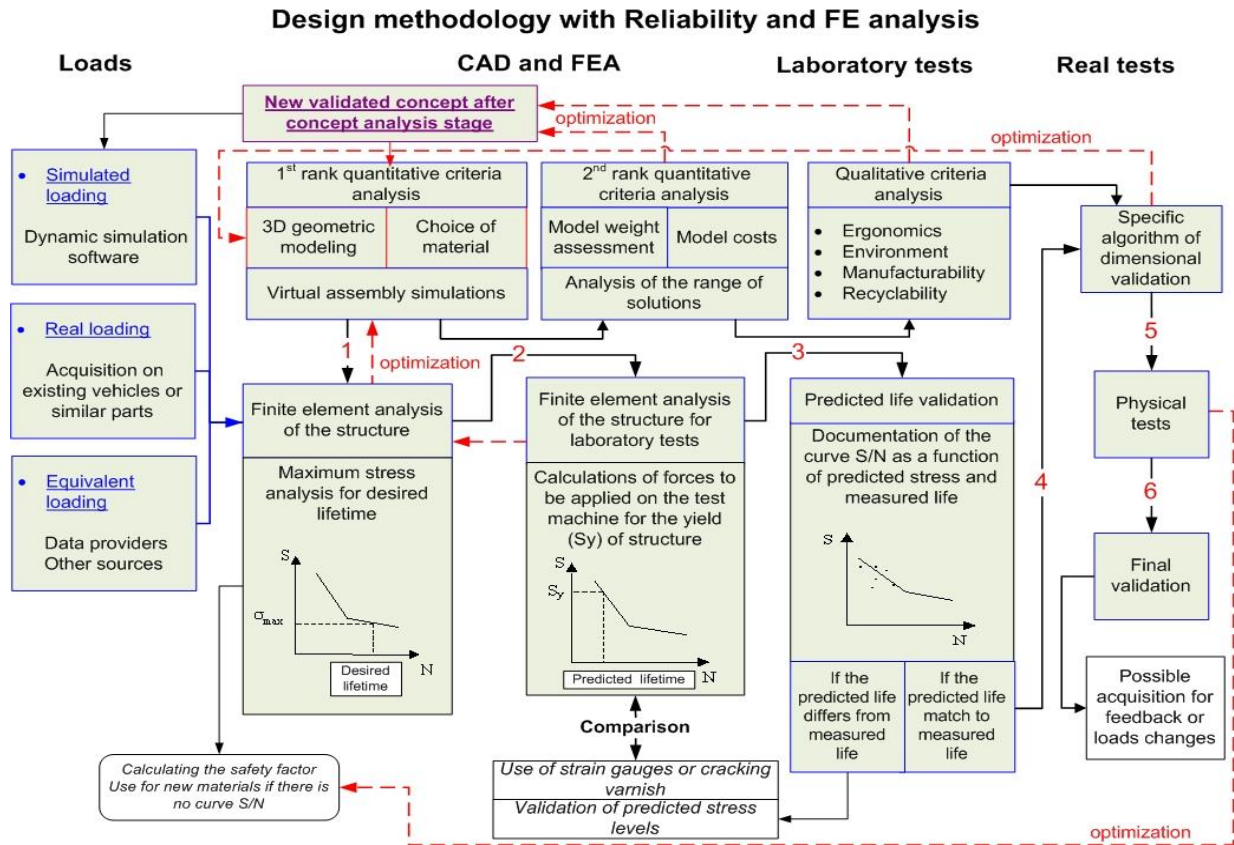 Design methodology with Reliability and FE analysis
Loads
CAD and FEA
Laboratory tests
Real tests
New validated concept after
concept analysis stage
optimization
optimization
• Simulated
loading
Dynamic simulation
software
• Real loading
Acquisition on
existing vehicles or
similar parts
• Equivalent
loading
Data providers
Other sources
1st rank quantitative criteria
analysis
3D geometric
modeling
Choice of
material
Virtual assembly simulations
2nd rank quantitative
criteria analysis
Model weight
assessment
Model costs
Analysis of the range of
solutions
Qualitative criteria
analysis
• Ergonomics
• Environment
• Manufacturability
• Recyclability
Specific
algorithm of
dimensional
validation
1
optimization
2
3
4
5
6
Finite element analysis
of the structure
Maximum stress
analysis for desired
lifetime
S
σmax
N
Desired
lifetime
Finite element analysis
of the structure for
laboratory tests
Calculations of forces to
be applied on the test
machine for the yield
(Sy) of structure
S
Sy
N
Predicted lifetime
Predicted life validation
Documentation of the
curve S/N as a function
of predicted stress and
measured life
S
N
If the
predicted life
differs from
measured
life
If the
predicted life
match to
measured
life
Physical
tests
Final
validation
Possible
acquisition for
feedback or
loads changes
Comparison
Calculating the safety factor
Use for new materials if there is
no curve S/N
Use of strain gauges or cracking
varnish
Validation of predicted stress
levels
optimization